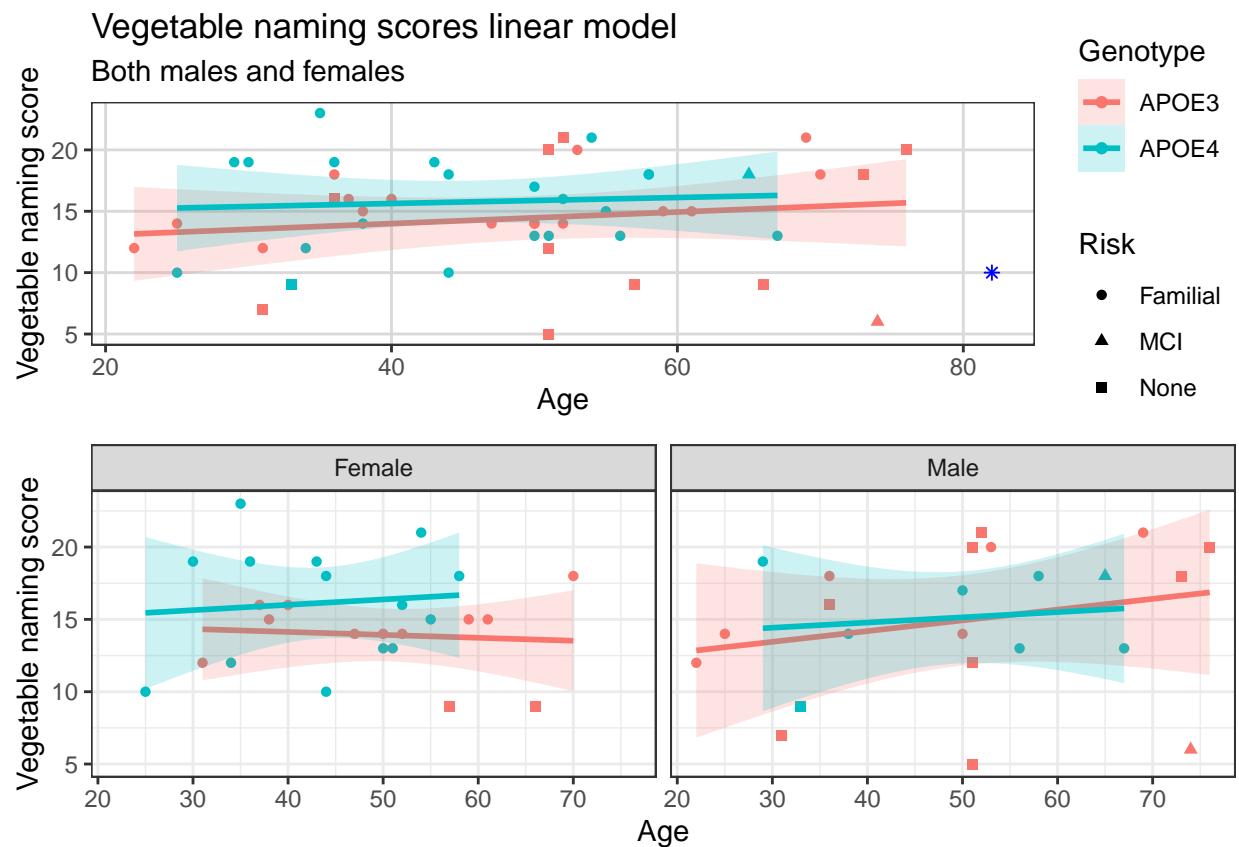 Vegetable naming scores linear model
Both males and females
Vegetable naming score
20
15
10
5
20 40 60 80
Age
Genotype
APOE3
APOE4
Risk
Familial
MCI
None
Female Male
Vegetable naming score
20
15
10
5
20 30 40 50 60 70 20 30 40 50 60 70
Age